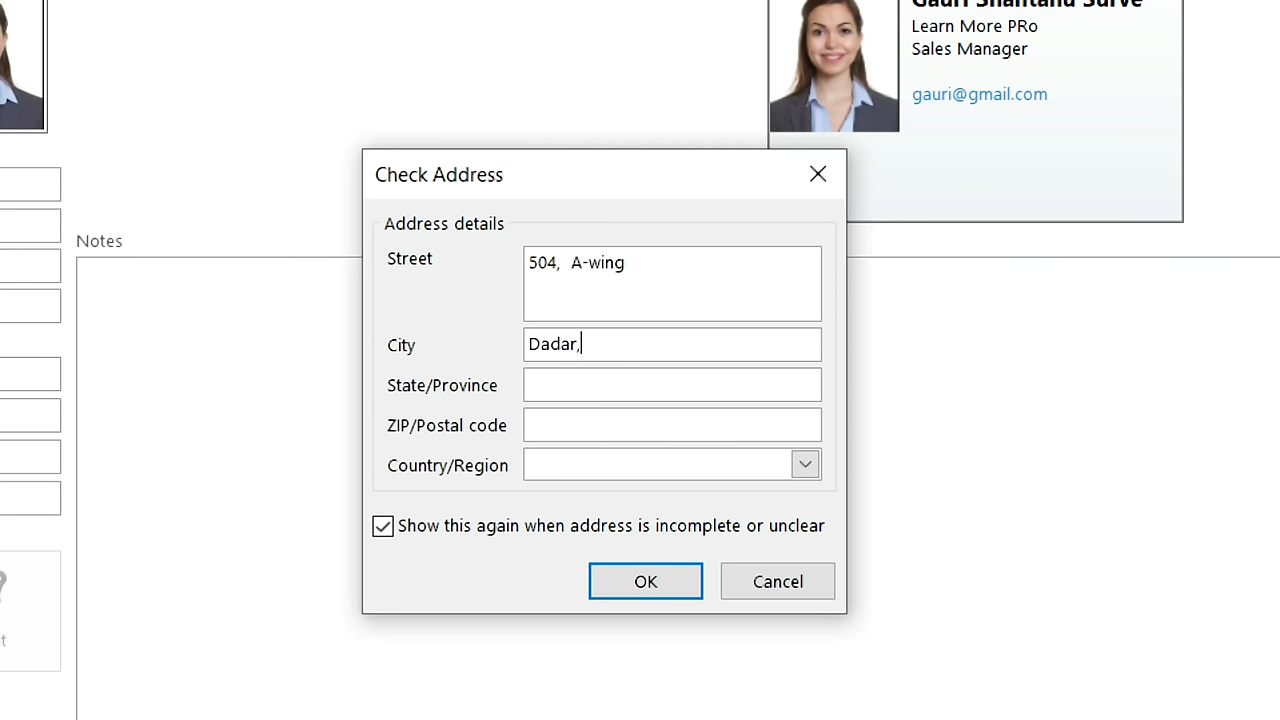 Gauri Shantanu Surve
Learn More PRo
Sales Manager
gauri@gmail.com
Check Address
Address details
Notes
Street
504,  A-wing
City
Dadar,
State/Province
ZIP/Postal code
Country/Region
Show this again when address is incomplete or unclear
OK
Cancel